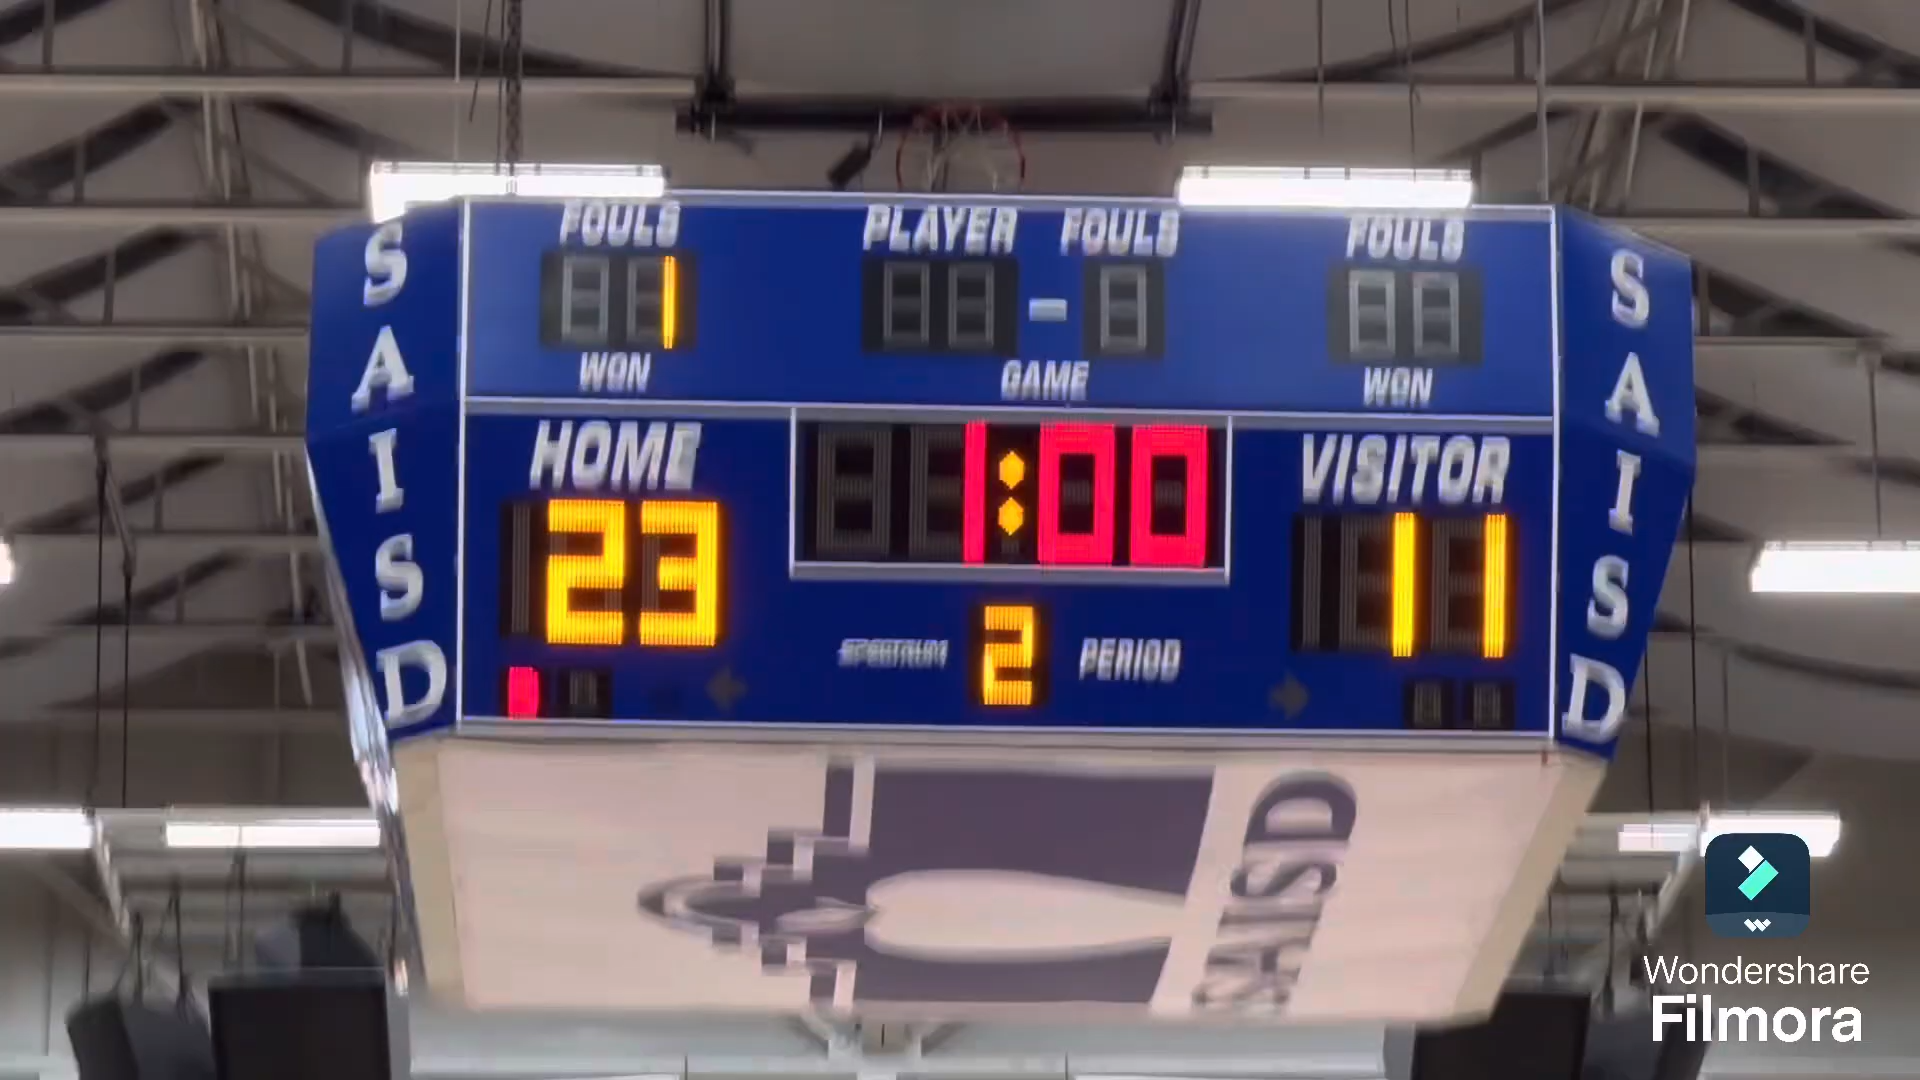 FOULS PLAYER FOULS FOULS
1 -
WON GAME WON
HOME 1:00 VISITOR
23 11
SPECTRUM 2 PERIOD
SAISD
SAISD
SAISD
Wondershare
Filmora